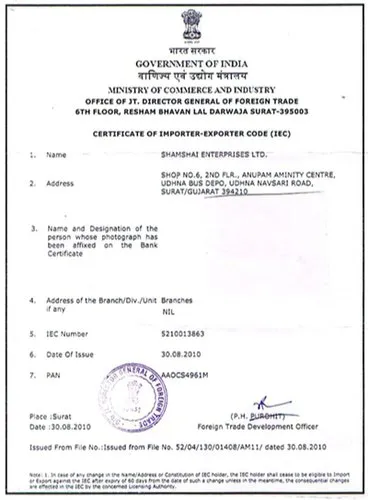 भारत सरकार
GOVERNMENT OF INDIA
वाणिज्य एवं उद्योग मंत्रालय
MINISTRY OF COMMERCE AND INDUSTRY
OFFICE OF JT. DIRECTOR GENERAL OF FOREIGN TRADE
6TH FLOOR, RESHAM BHAVAN LAL DARWAJA SURAT-395003
CERTIFICATE OF IMPORTER-EXPORTER CODE (IEC)
1. Name SHAMSHAI ENTERPRISES LTD.
2. Address SHOP NO.6, 2ND FLR., ANUPAM AMINITY CENTRE,
UDHNA BUS DEPO, UDHNA NAVSARI ROAD,
SURAT/GUJARAT 394210
3. Name and Designation of the
person whose photograph has
been affixed on the Bank
Certificate
4. Address of the Branch/Div./Unit Branches
if any NIL
5. IEC Number 5210013863
6. Date Of Issue 30.08.2010
7. PAN AAOCS4961M
Place :Surat (P.H. PUROHIT)
Date :30.08.2010 Foreign Trade Development Officer
Issued From File No.:Issued from File No. 52/04/130/01408/AM11/ dated 30.08.2010
Note: 1. In case of any change in the Name/Address or Constitution of IEC holder, the IEC holder shall cease to be eligible to Import
or Export against the IEC after expiry of 60 days from the date of such a change unless in the meantime, the consequential changes
are effected in the IEC by the concerned Licensing Authority.